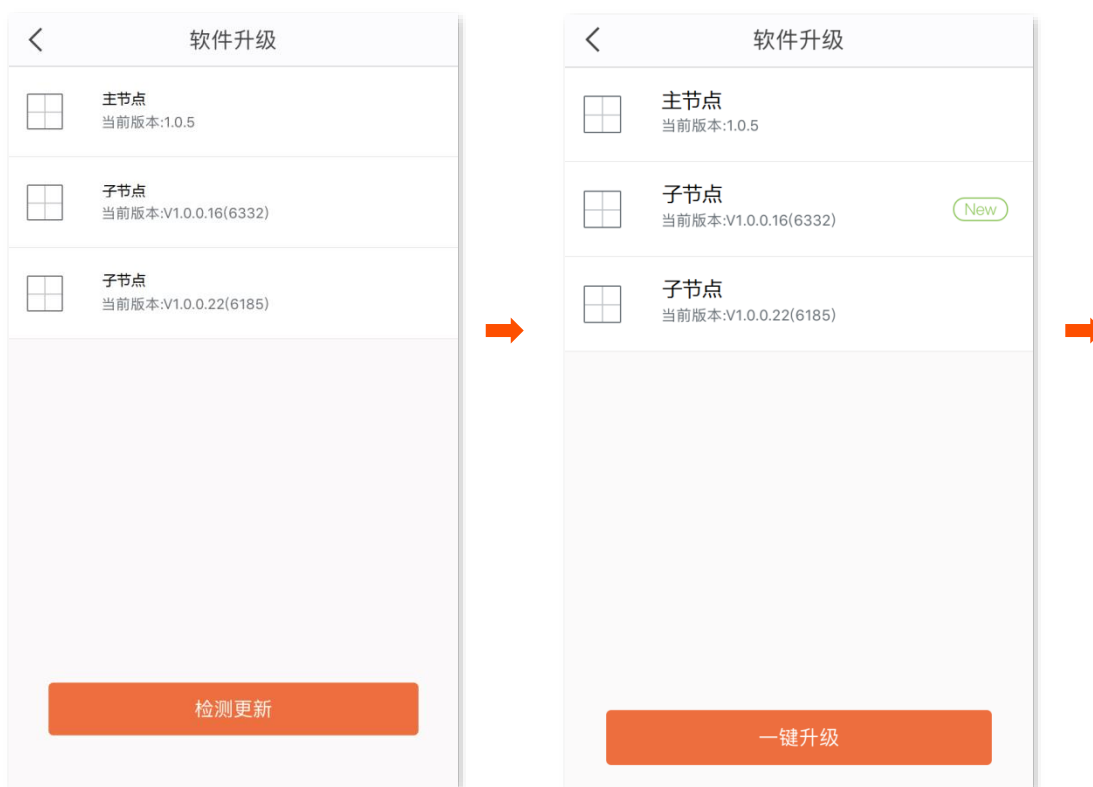 软件升级
主节点
当前版本:1.0.5
子节点
当前版本:V1.0.0.16(6332)
子节点
当前版本:V1.0.0.22(6185)
检测更新
软件升级
主节点
当前版本:1.0.5
子节点
当前版本:V1.0.0.16(6332)
New
子节点
当前版本:V1.0.0.22(6185)
一键升级